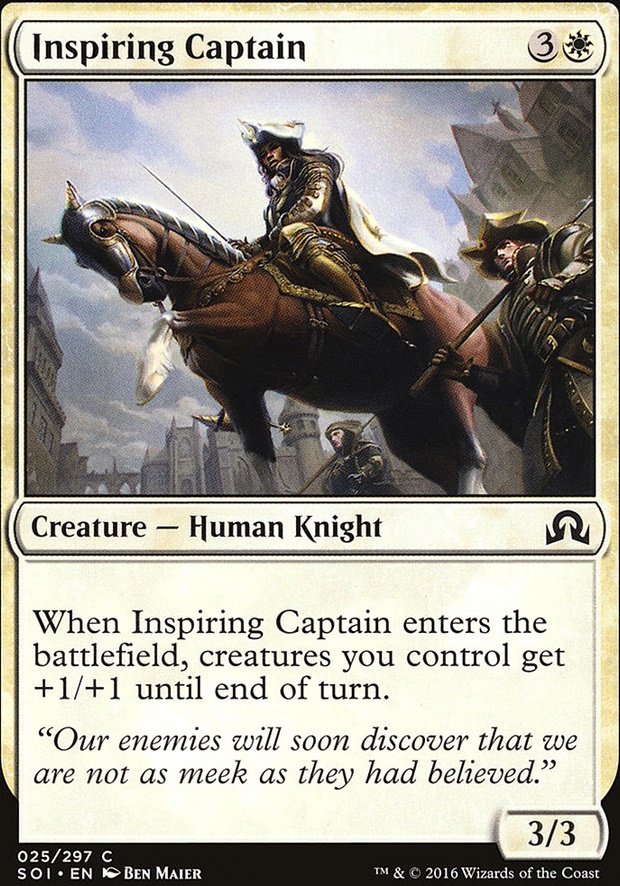 Inspiring Captain 3
Creature — Human Knight
When Inspiring Captain enters the
battlefield, creatures you control get
+1/+1 until end of turn.
“Our enemies will soon discover that we
are not as meek as they had believed.”
3/3
025/297 C
SOI • EN Ben Maier
™ & © 2016 Wizards of the Coast